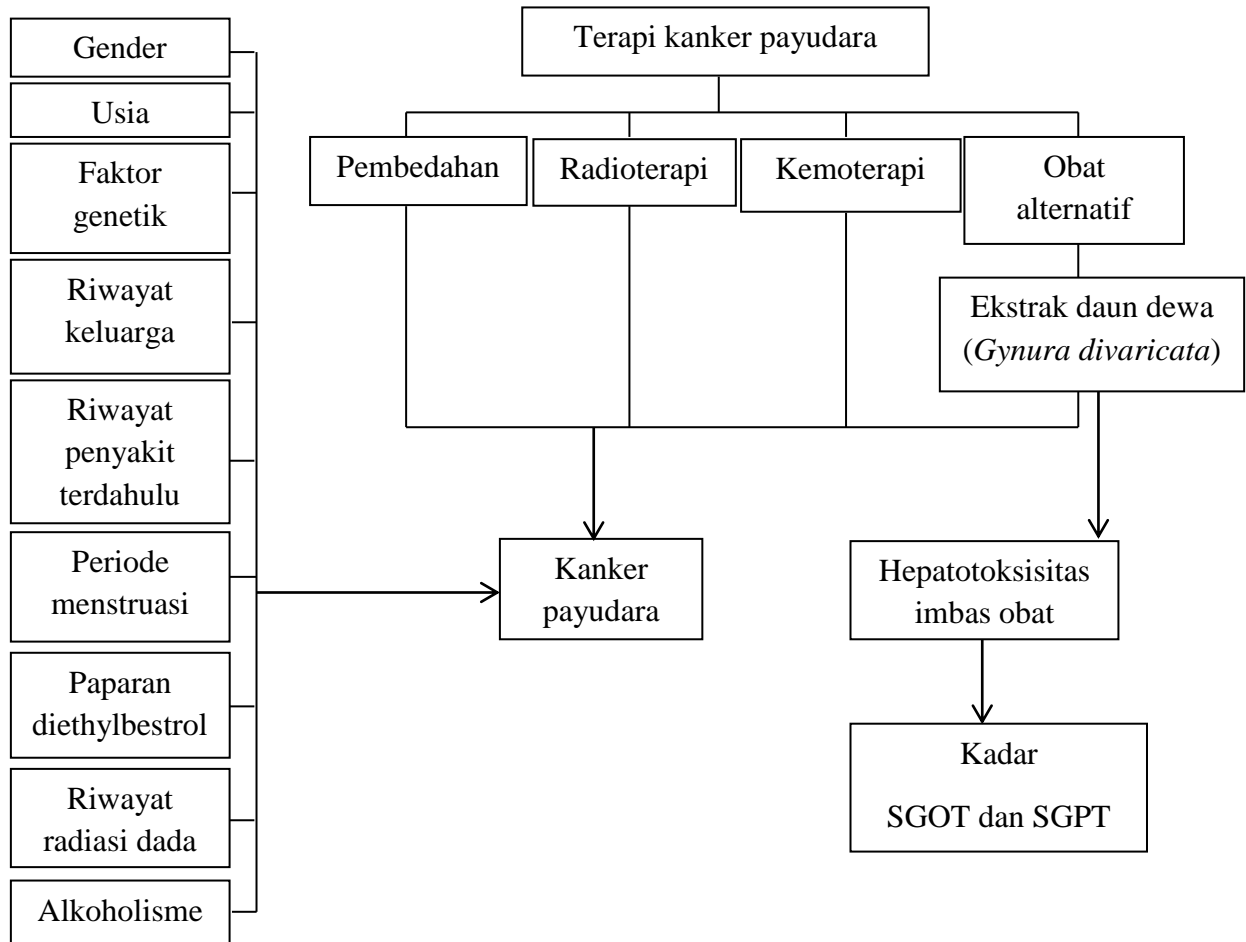 Gender
Usia
Faktor
genetik
Riwayat
keluarga
Riwayat
penyakit
terdahulu
Periode
menstruasi
Paparan
diethylbestrol
Riwayat
radiasi dada
Alkoholisme
Terapi kanker payudara
Pembedahan
Radioterapi
Kemoterapi
Obat
alternatif
Ekstrak daun dewa
(Gynura divaricata)
Kanker
payudara
Hepatotoksisitas
imbas obat
Kadar
SGOT dan SGPT